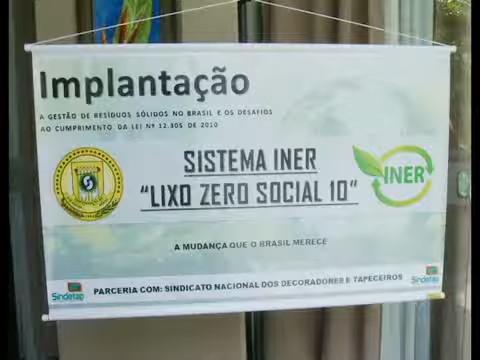 Implantação
A GESTÃO DE RESÍDUOS SÓLIDOS NO BRASIL E OS DESAFIOS
AO CUMPRIMENTO DA LEI Nº 12.305 DE 2010
SISTEMA INER
“LIXO ZERO SOCIAL 10”
INER
A MUDANÇA QUE O BRASIL MERECE
Sindetap
PARCERIA COM: SINDICATO NACIONAL DOS DECORADORES E TAPECEIROS
Sindetap